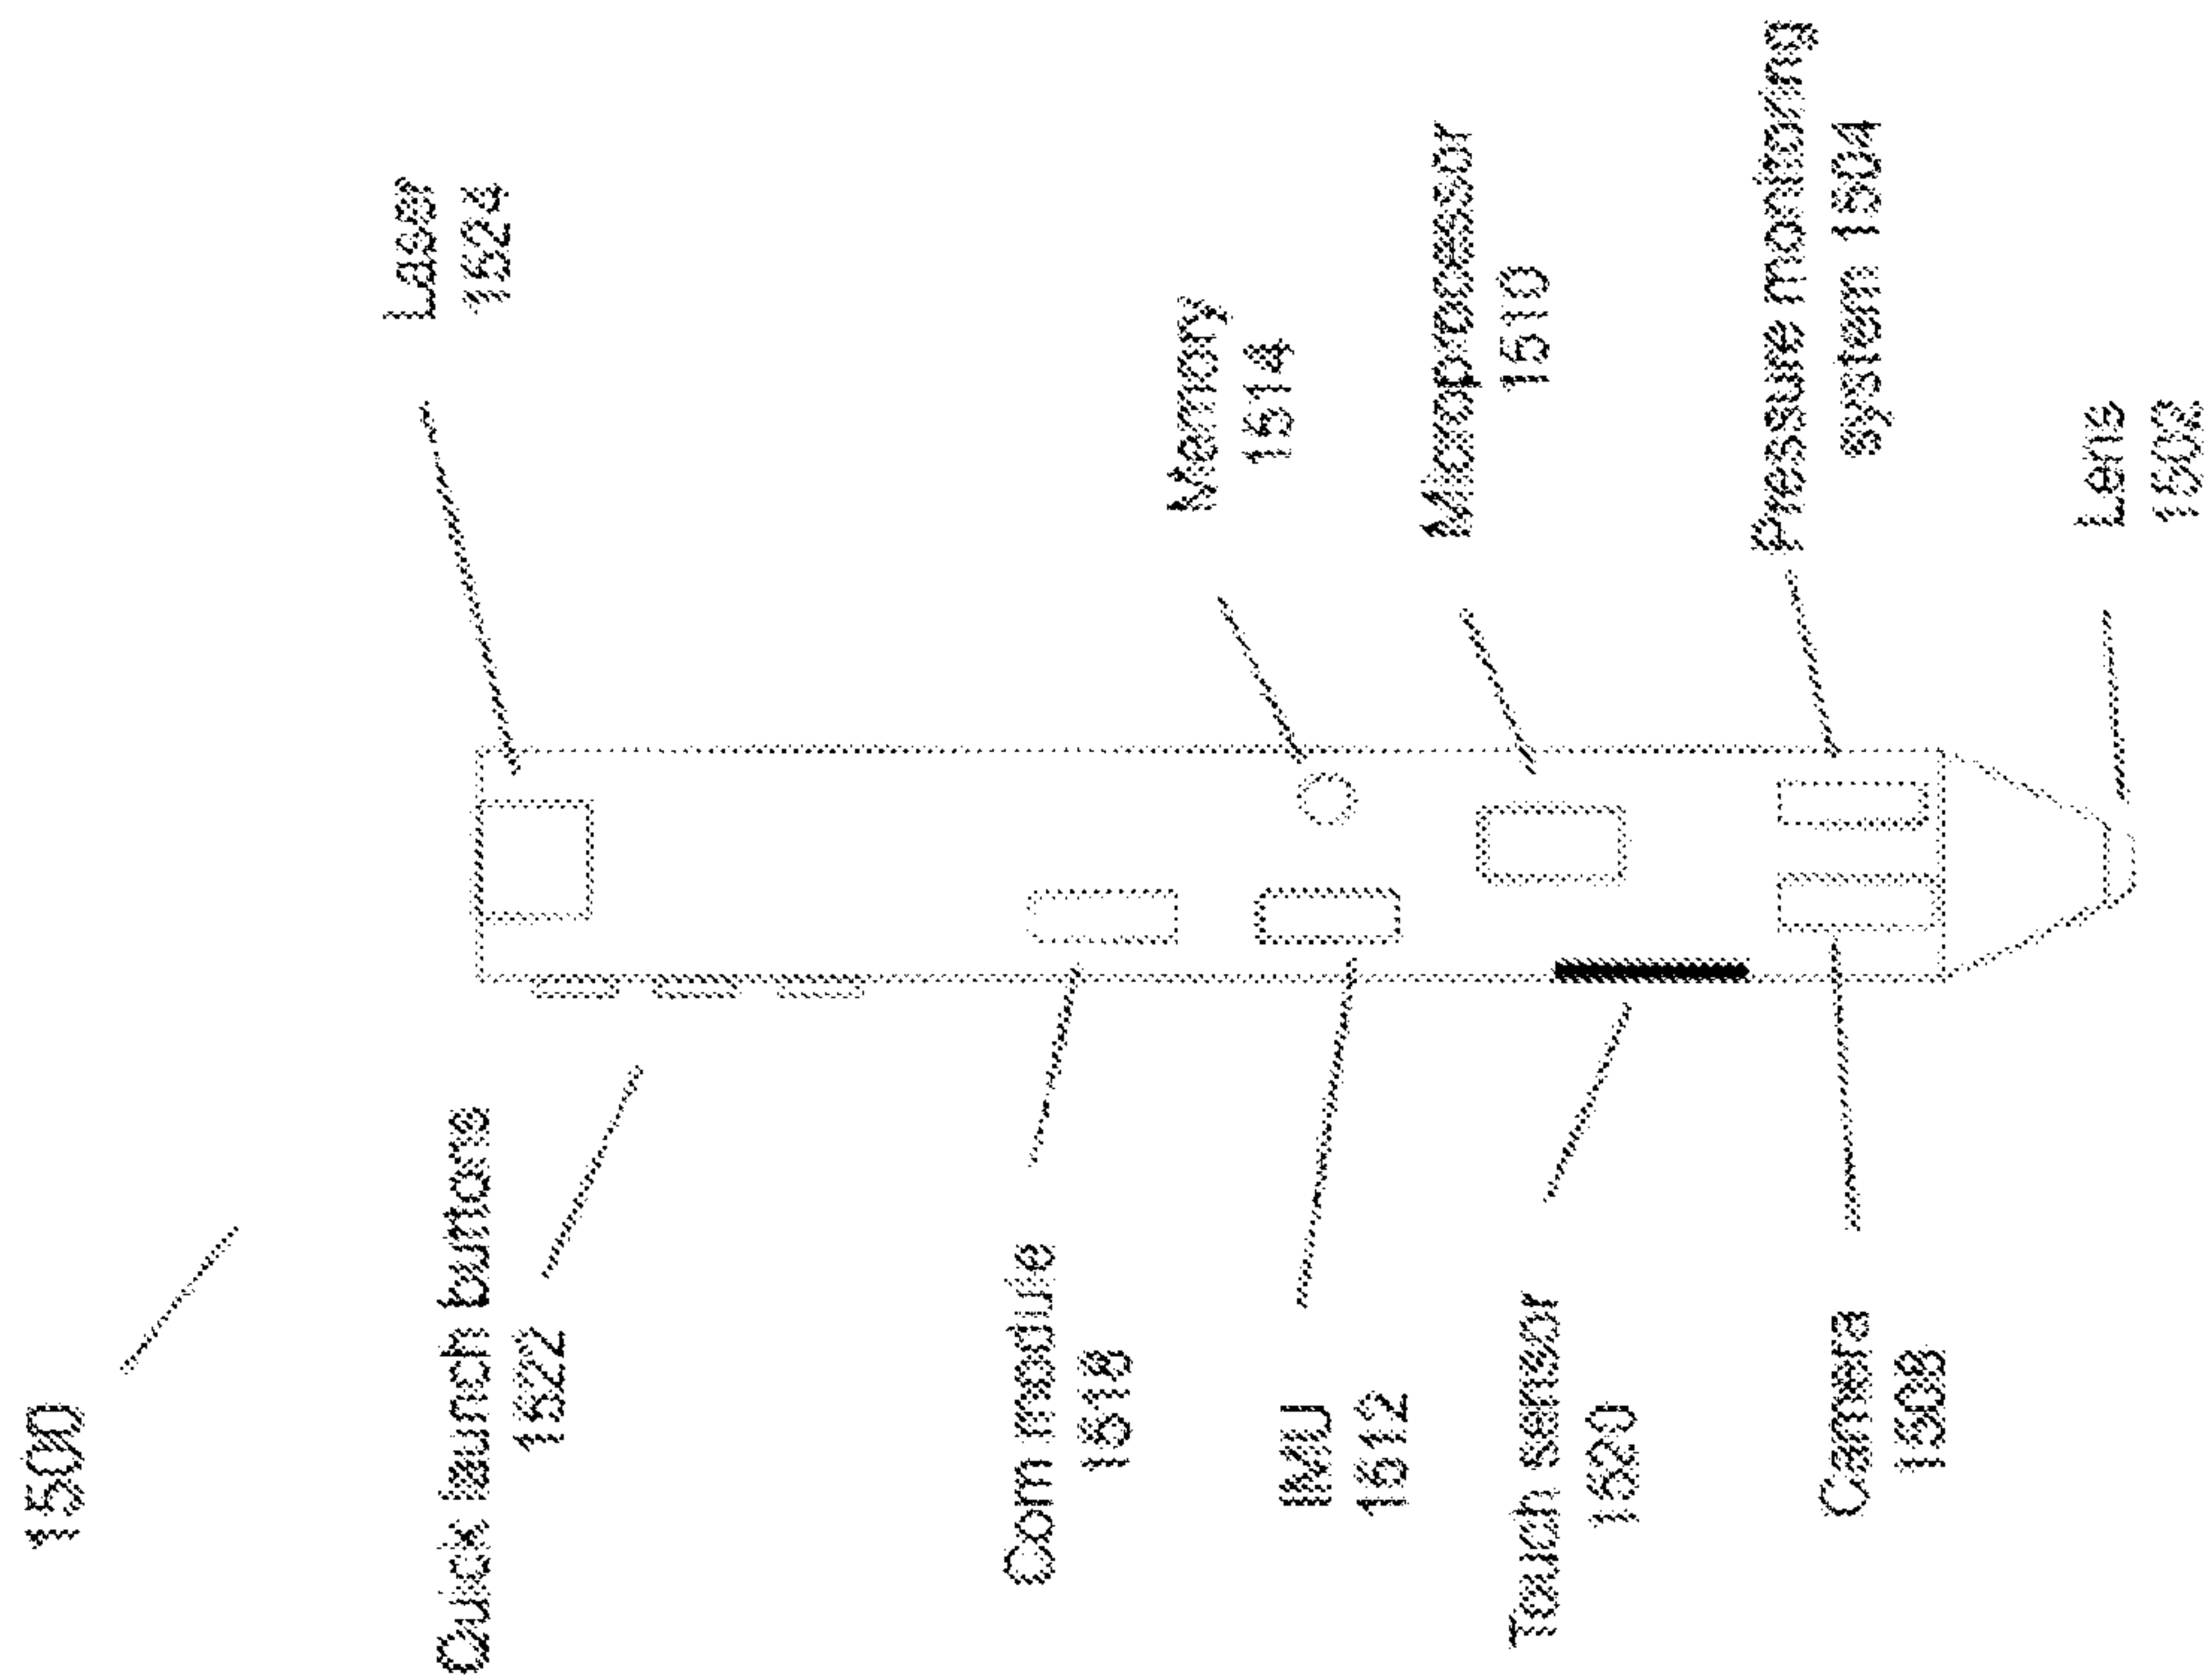 1500
Quick launch buttons
1522
Laser
1524
Com module
1518
Memory
1514
IMU
1512
Microprocessor
1510
Touch sensor
1520
Pressure monitoring
system 1504
Camera
1508
Lens
1502